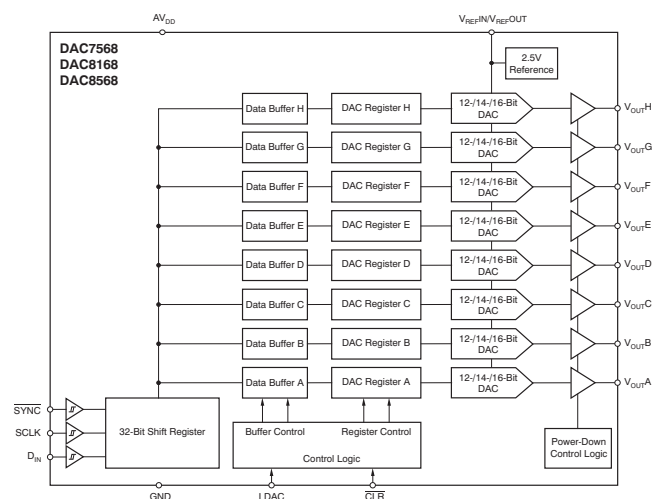 AVDD
VREFIN/VREFOUT
DAC7568
DAC8168
DAC8568
2.5V
Reference
Data Buffer H
DAC Register H
12-/14-/16-Bit
DAC
VOUTH
Data Buffer G
DAC Register G
12-/14-/16-Bit
DAC
VOUTG
Data Buffer F
DAC Register F
12-/14-/16-Bit
DAC
VOUTF
Data Buffer E
DAC Register E
12-/14-/16-Bit
DAC
VOUTE
Data Buffer D
DAC Register D
12-/14-/16-Bit
DAC
VOUTD
Data Buffer C
DAC Register C
12-/14-/16-Bit
DAC
VOUTC
Data Buffer B
DAC Register B
12-/14-/16-Bit
DAC
VOUTB
Data Buffer A
DAC Register A
12-/14-/16-Bit
DAC
VOUTA
SYNC
SCLK
DIN
32-Bit Shift Register
Buffer Control
Register Control
Control Logic
Power-Down
Control Logic
GND
LDAC
CLR